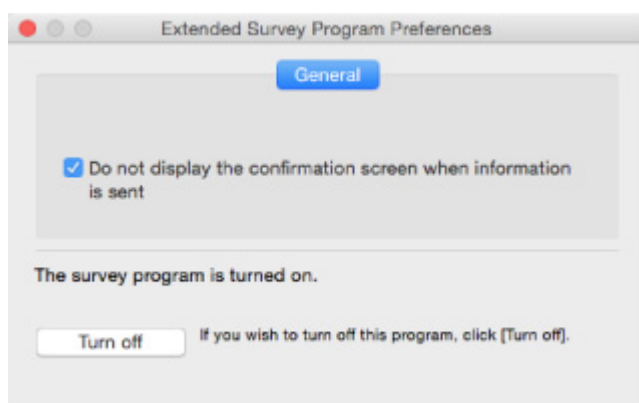 Extended Survey Program Preferences
General
Do not display the confirmation screen when information
is sent
The survey program is turned on.
Turn off
If you wish to turn off this program, click [Turn off].